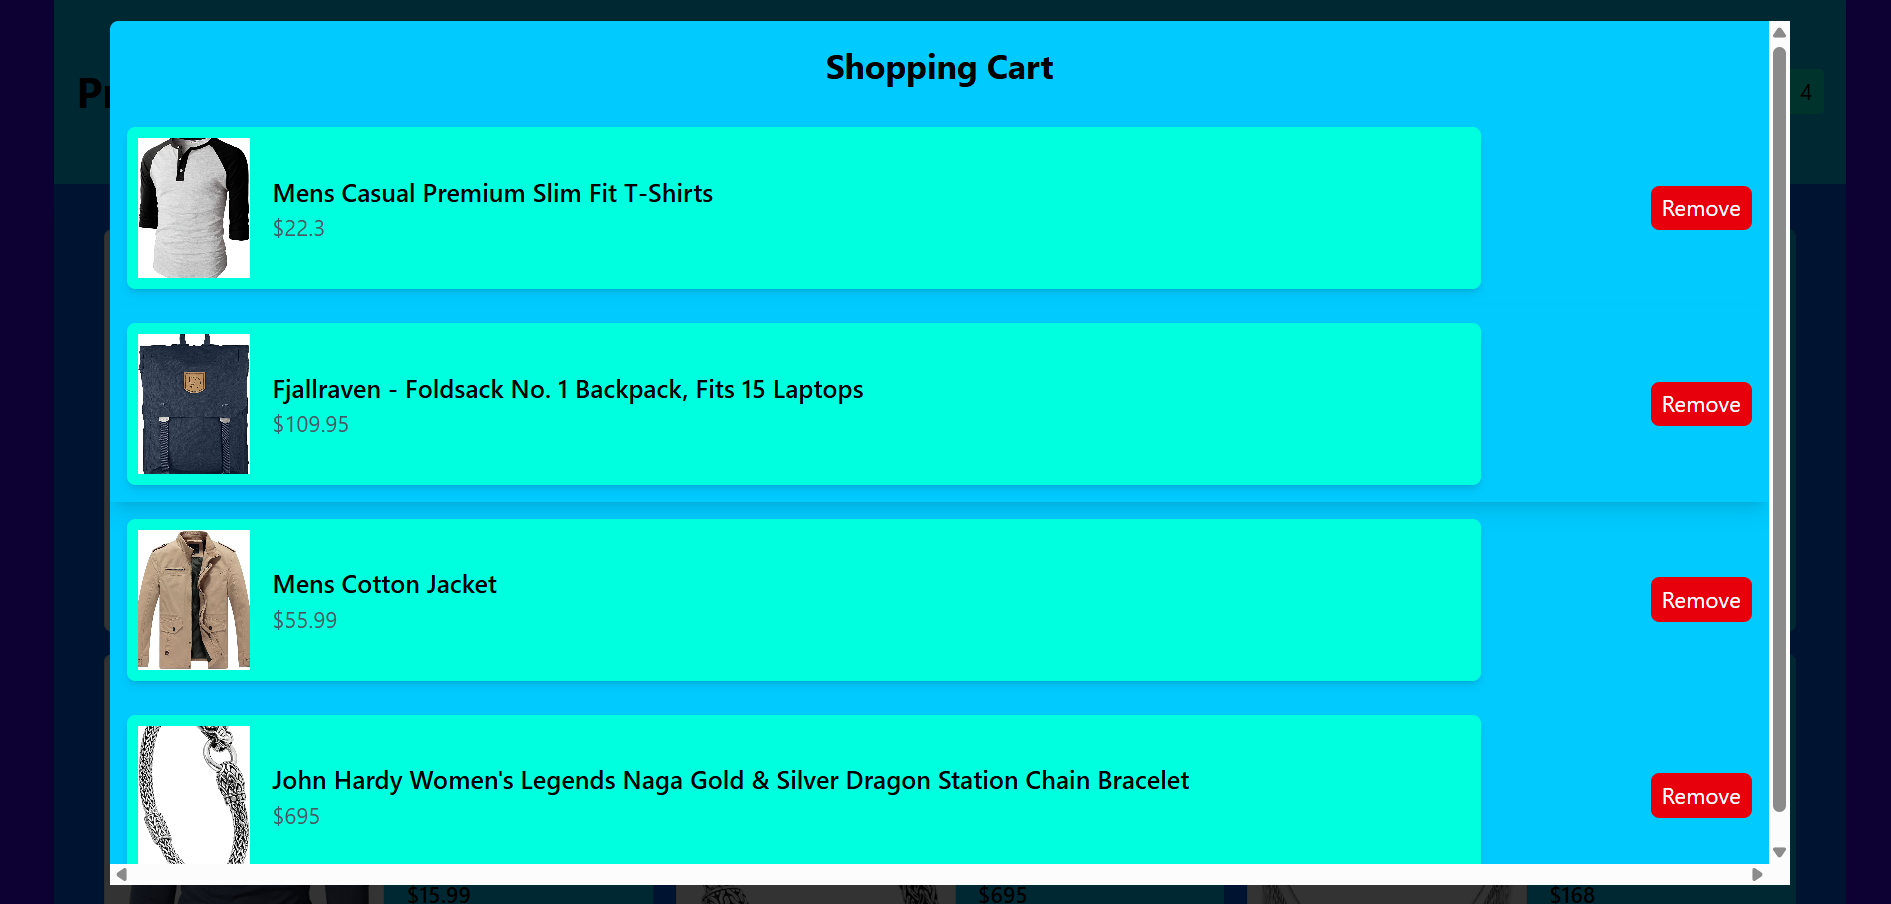 Shopping Cart
Pr
4
Mens Casual Premium Slim Fit T-Shirts
$22.3
Remove
Fjallraven - Foldsack No. 1 Backpack, Fits 15 Laptops
$109.95
Remove
Mens Cotton Jacket
$55.99
Remove
John Hardy Women's Legends Naga Gold & Silver Dragon Station Chain Bracelet
$695
Remove
$15.99
$695
$168